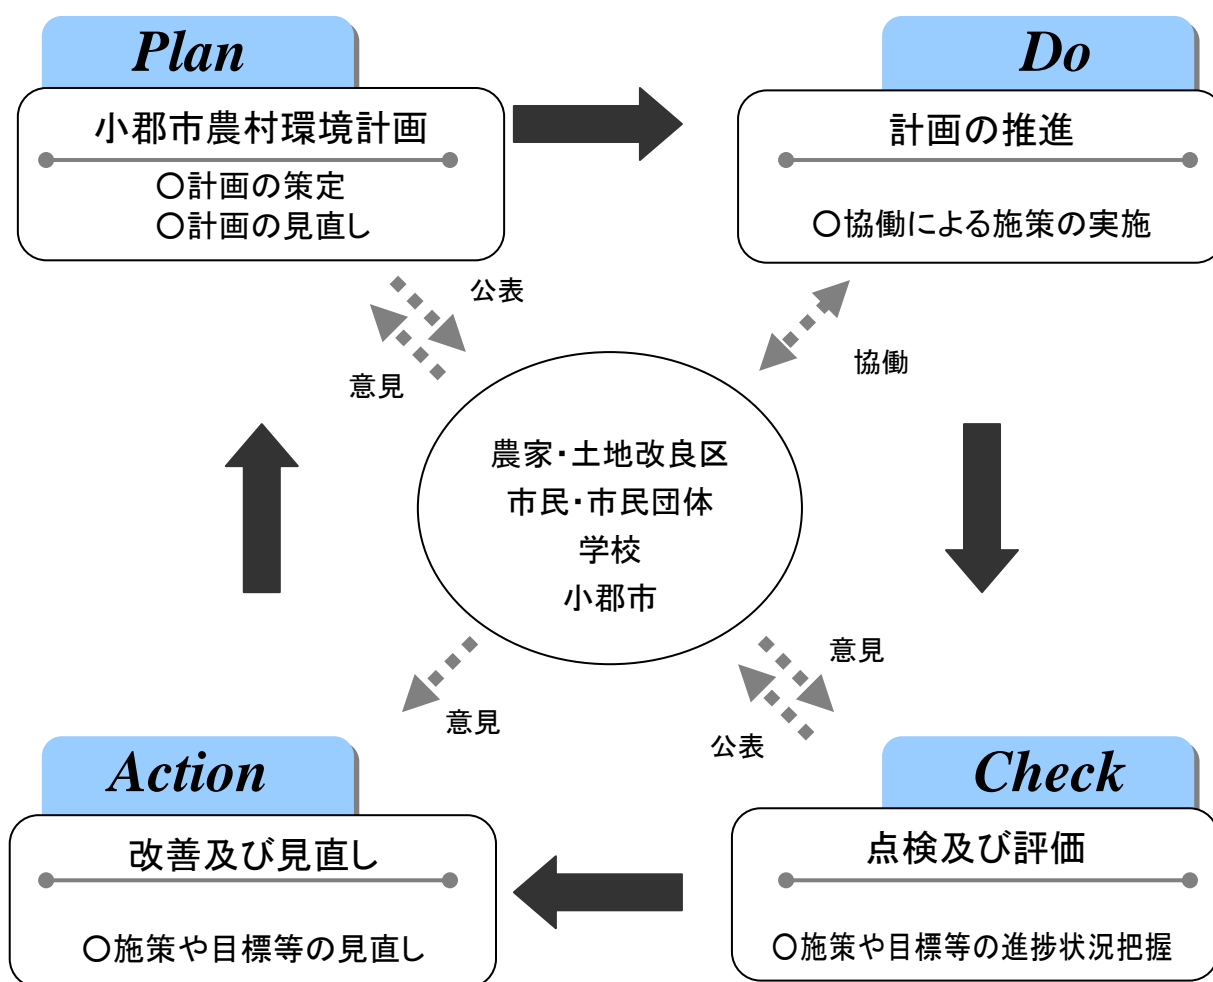 Plan
小郡市農村環境計画
○計画の策定
○計画の見直し
Do
計画の推進
○協働による施策の実施
公表
意見
協働
農家・土地改良区
市民・市民団体
学校
小郡市
意見
意見
公表
Action
改善及び見直し
○施策や目標等の見直し
Check
点検及び評価
○施策や目標等の進捗状況把握